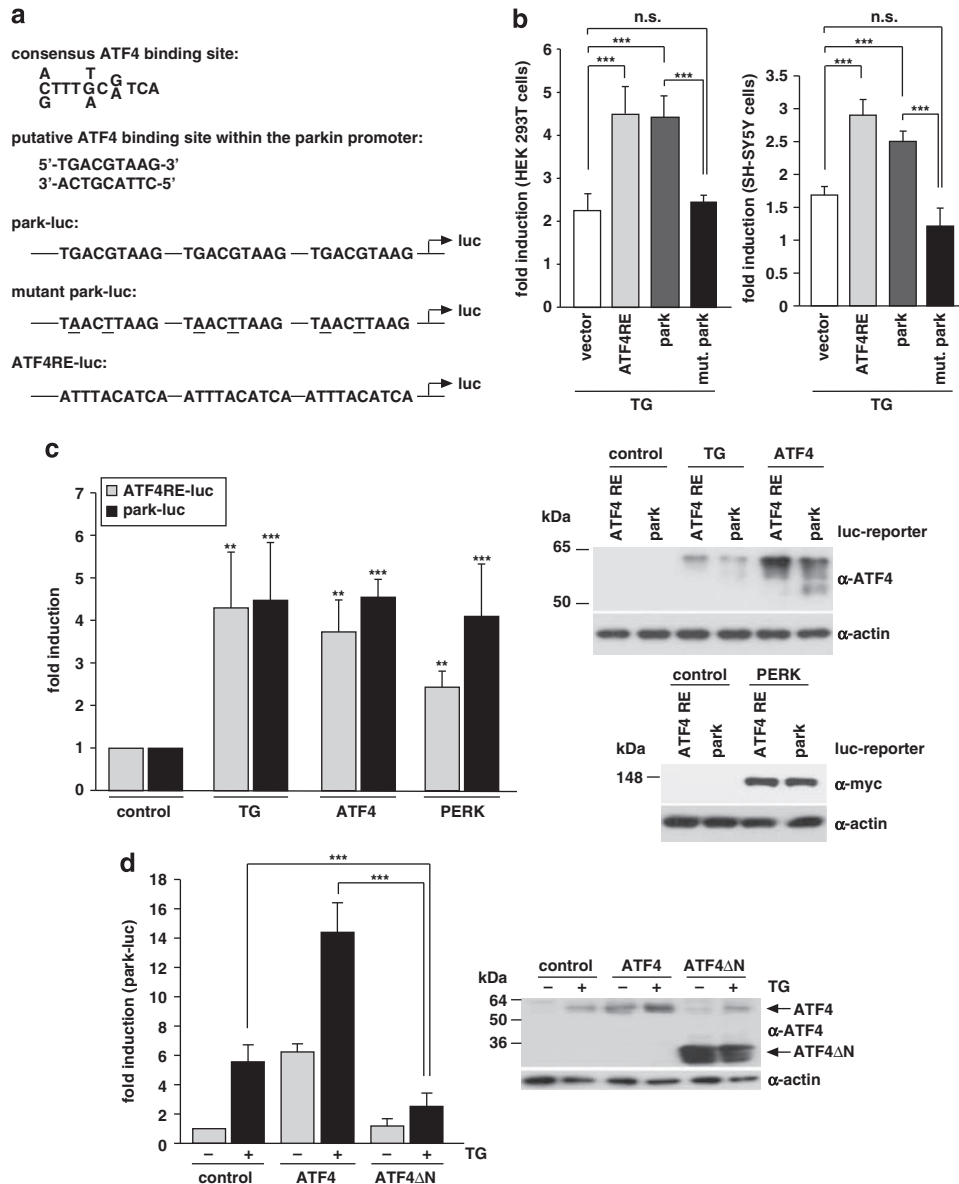 a
consensus ATF4 binding site:
A T G
CTTTGCATCA
G A
putative ATF4 binding site within the parkin promoter:
5’-TGACGTAAG-3’
3’-ACTGCATTC-5’
park-luc:
TGACGTAAG TGACGTAAG TGACGTAAG luc
mutant park-luc:
TAACTTAAG TAACTTAAG TAACTTAAG luc
ATF4RE-luc:
ATTTACATCA ATTTACATCA ATTTACATCA luc
b
n.s.
***
***
***
fold induction (HEK 293T cells)
6
5
4
3
2
1
0
vector
ATF4RE
park
mut. park
TG
n.s.
***
***
***
fold induction (SH-SY5Y cells)
3.5
3
2.5
2
1.5
1
0.5
0
vector
ATF4RE
park
mut. park
TG
c
ATF4RE-luc
park-luc
fold induction
7
6
5
4
3
2
1
0
** *** ** *** ** ***
control TG ATF4 PERK
control TG ATF4
ATF4 RE park ATF4 RE park ATF4 RE park luc-reporter
kDa
65
50
α-ATF4
α-actin
control PERK
ATF4 RE park ATF4 RE park luc-reporter
kDa
148
α-myc
α-actin
d
***
***
fold induction (park-luc)
18
16
14
12
10
8
6
4
2
0
– + – + – + TG
control ATF4 ATF4ΔN
control ATF4 ATF4ΔN
kDa
– + – + – + TG
64
50
36
ATF4
α-ATF4
ATF4ΔN
α-actin